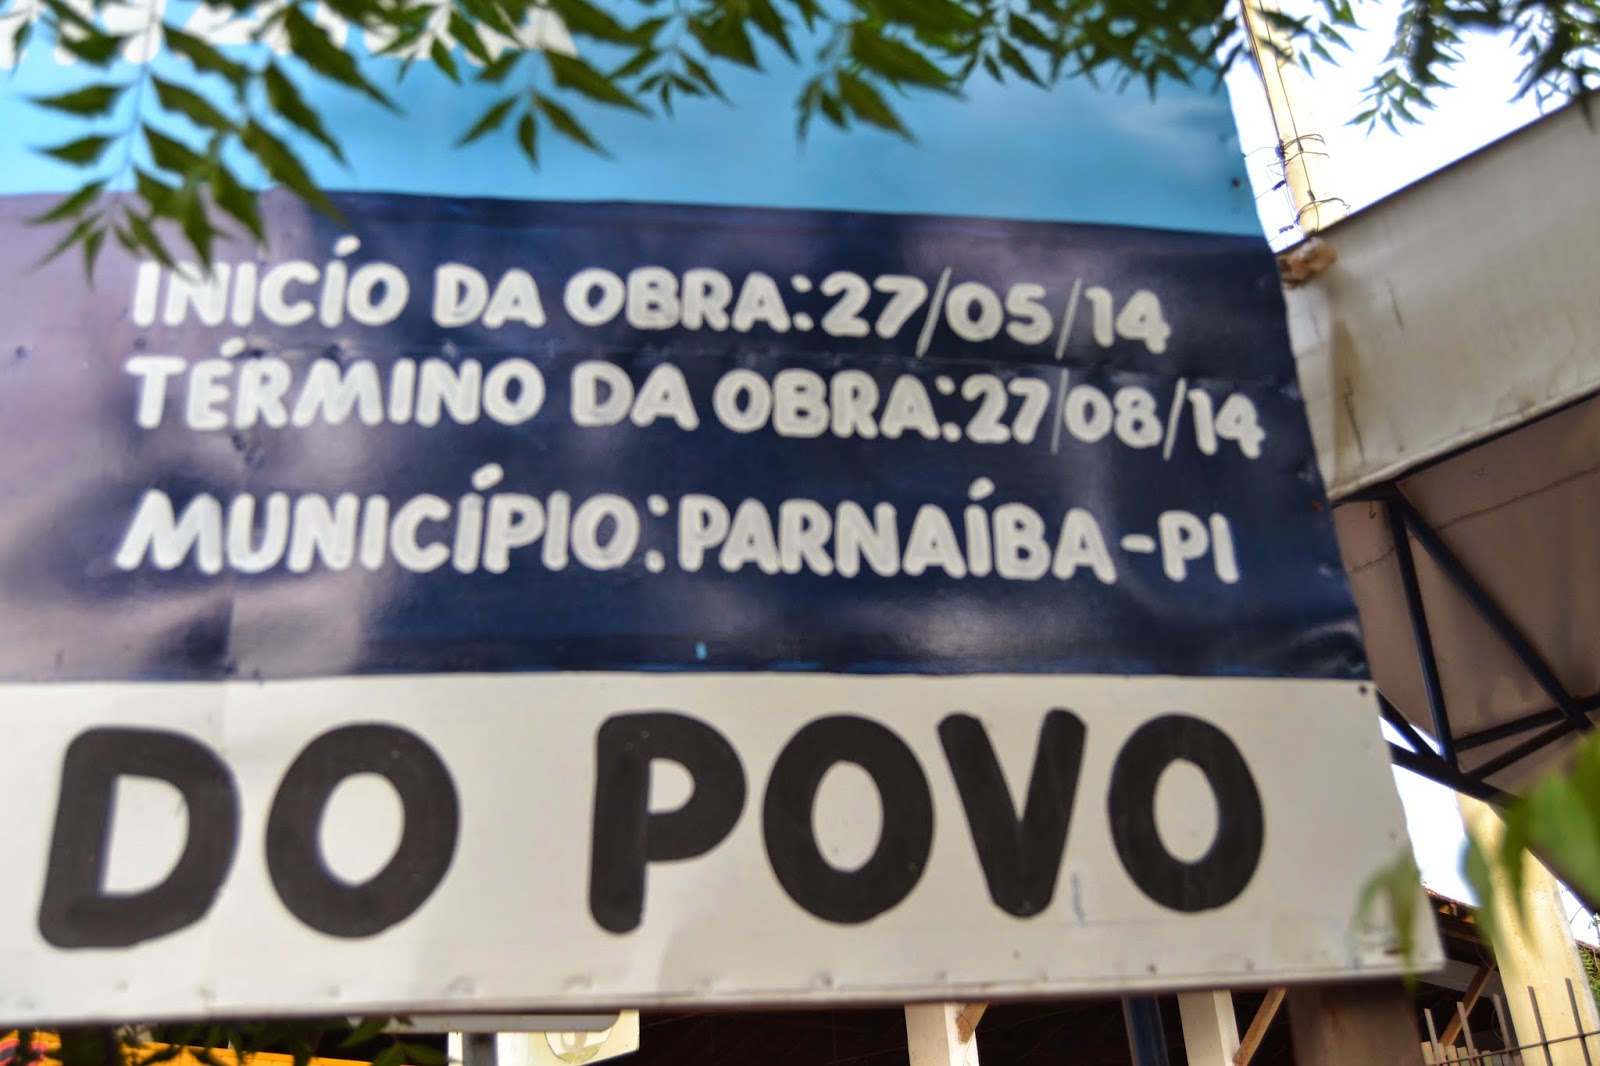 INICÍO DA OBRA:27/05/14
TÉRMINO DA OBRA:27/08/14
MUNICÍPIO:PARNAÍBA-PI
DO POVO